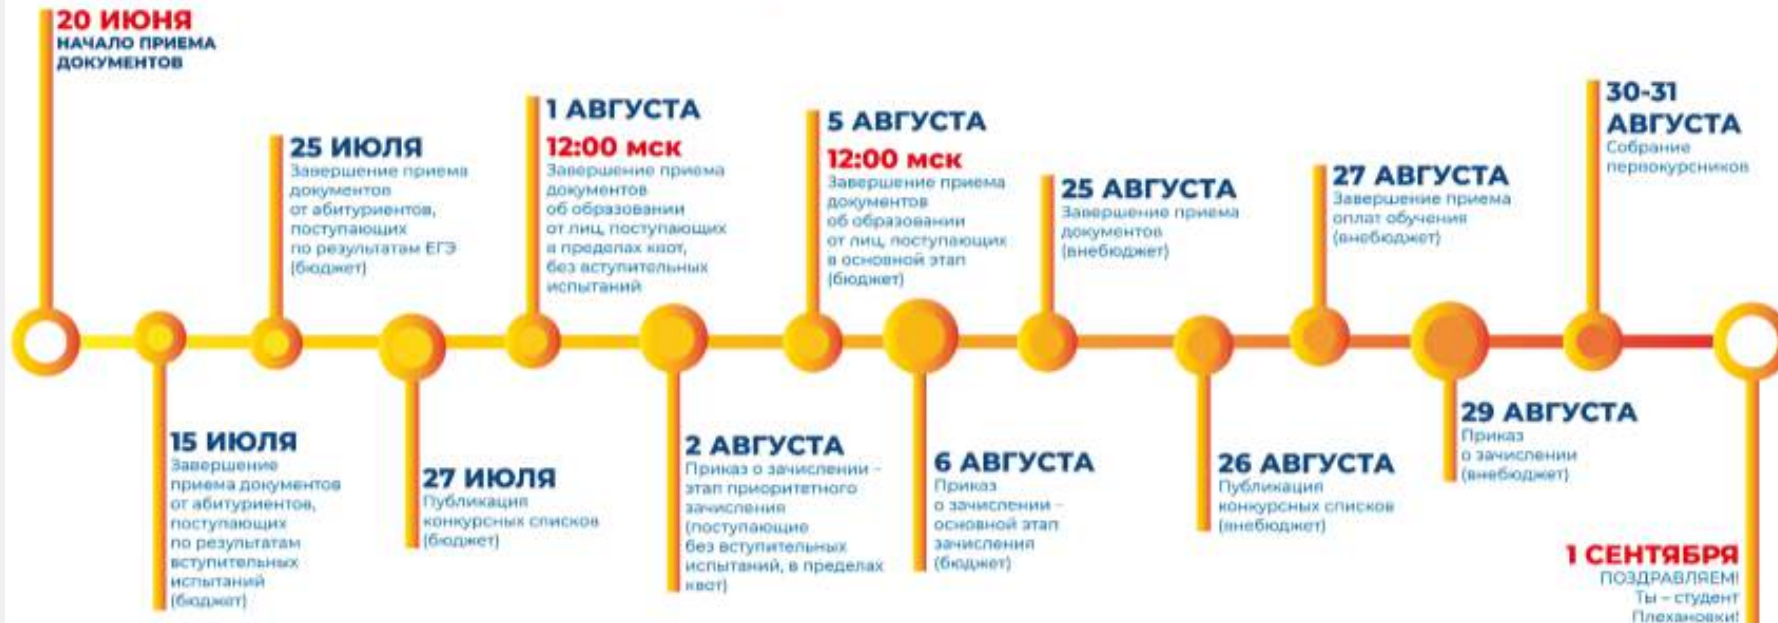 20 ИЮНЯ
НАЧАЛО ПРИЕМА
ДОКУМЕНТОВ
15 ИЮЛЯ
Завершение
приема документов
от абитуриентов,
поступающих
по результатам
вступительных
испытаний
(бюджет)
25 ИЮЛЯ
Завершение приема
документов
от абитуриентов,
поступающих
по результатам ЕГЭ
(бюджет)
27 ИЮЛЯ
Публикация
конкурсных списков
(бюджет)
1 АВГУСТА
12:00 мск
Завершение приема
документов
об образовании
от лиц, поступающих
в пределах квот,
без вступительных
испытаний
2 АВГУСТА
Приказ о зачислении –
этап приоритетного
зачисления
(поступающие
без вступительных
испытаний, в пределах
квот)
5 АВГУСТА
12:00 мск
Завершение приема
документов
об образовании
от лиц, поступающих
в основной этап
(бюджет)
6 АВГУСТА
Приказ
о зачислении –
основной этап
зачисления
(бюджет)
25 АВГУСТА
Завершение приема
документов
(внебюджет)
26 АВГУСТА
Публикация
конкурсных списков
(внебюджет)
27 АВГУСТА
Завершение приема
оплат обучения
(внебюджет)
29 АВГУСТА
Приказ
о зачислении
(внебюджет)
30-31
АВГУСТА
Собрание
первокурсников
1 СЕНТЯБРЯ
ПОЗДРАВЛЯЕМ!
Ты – студент
Плехановки!